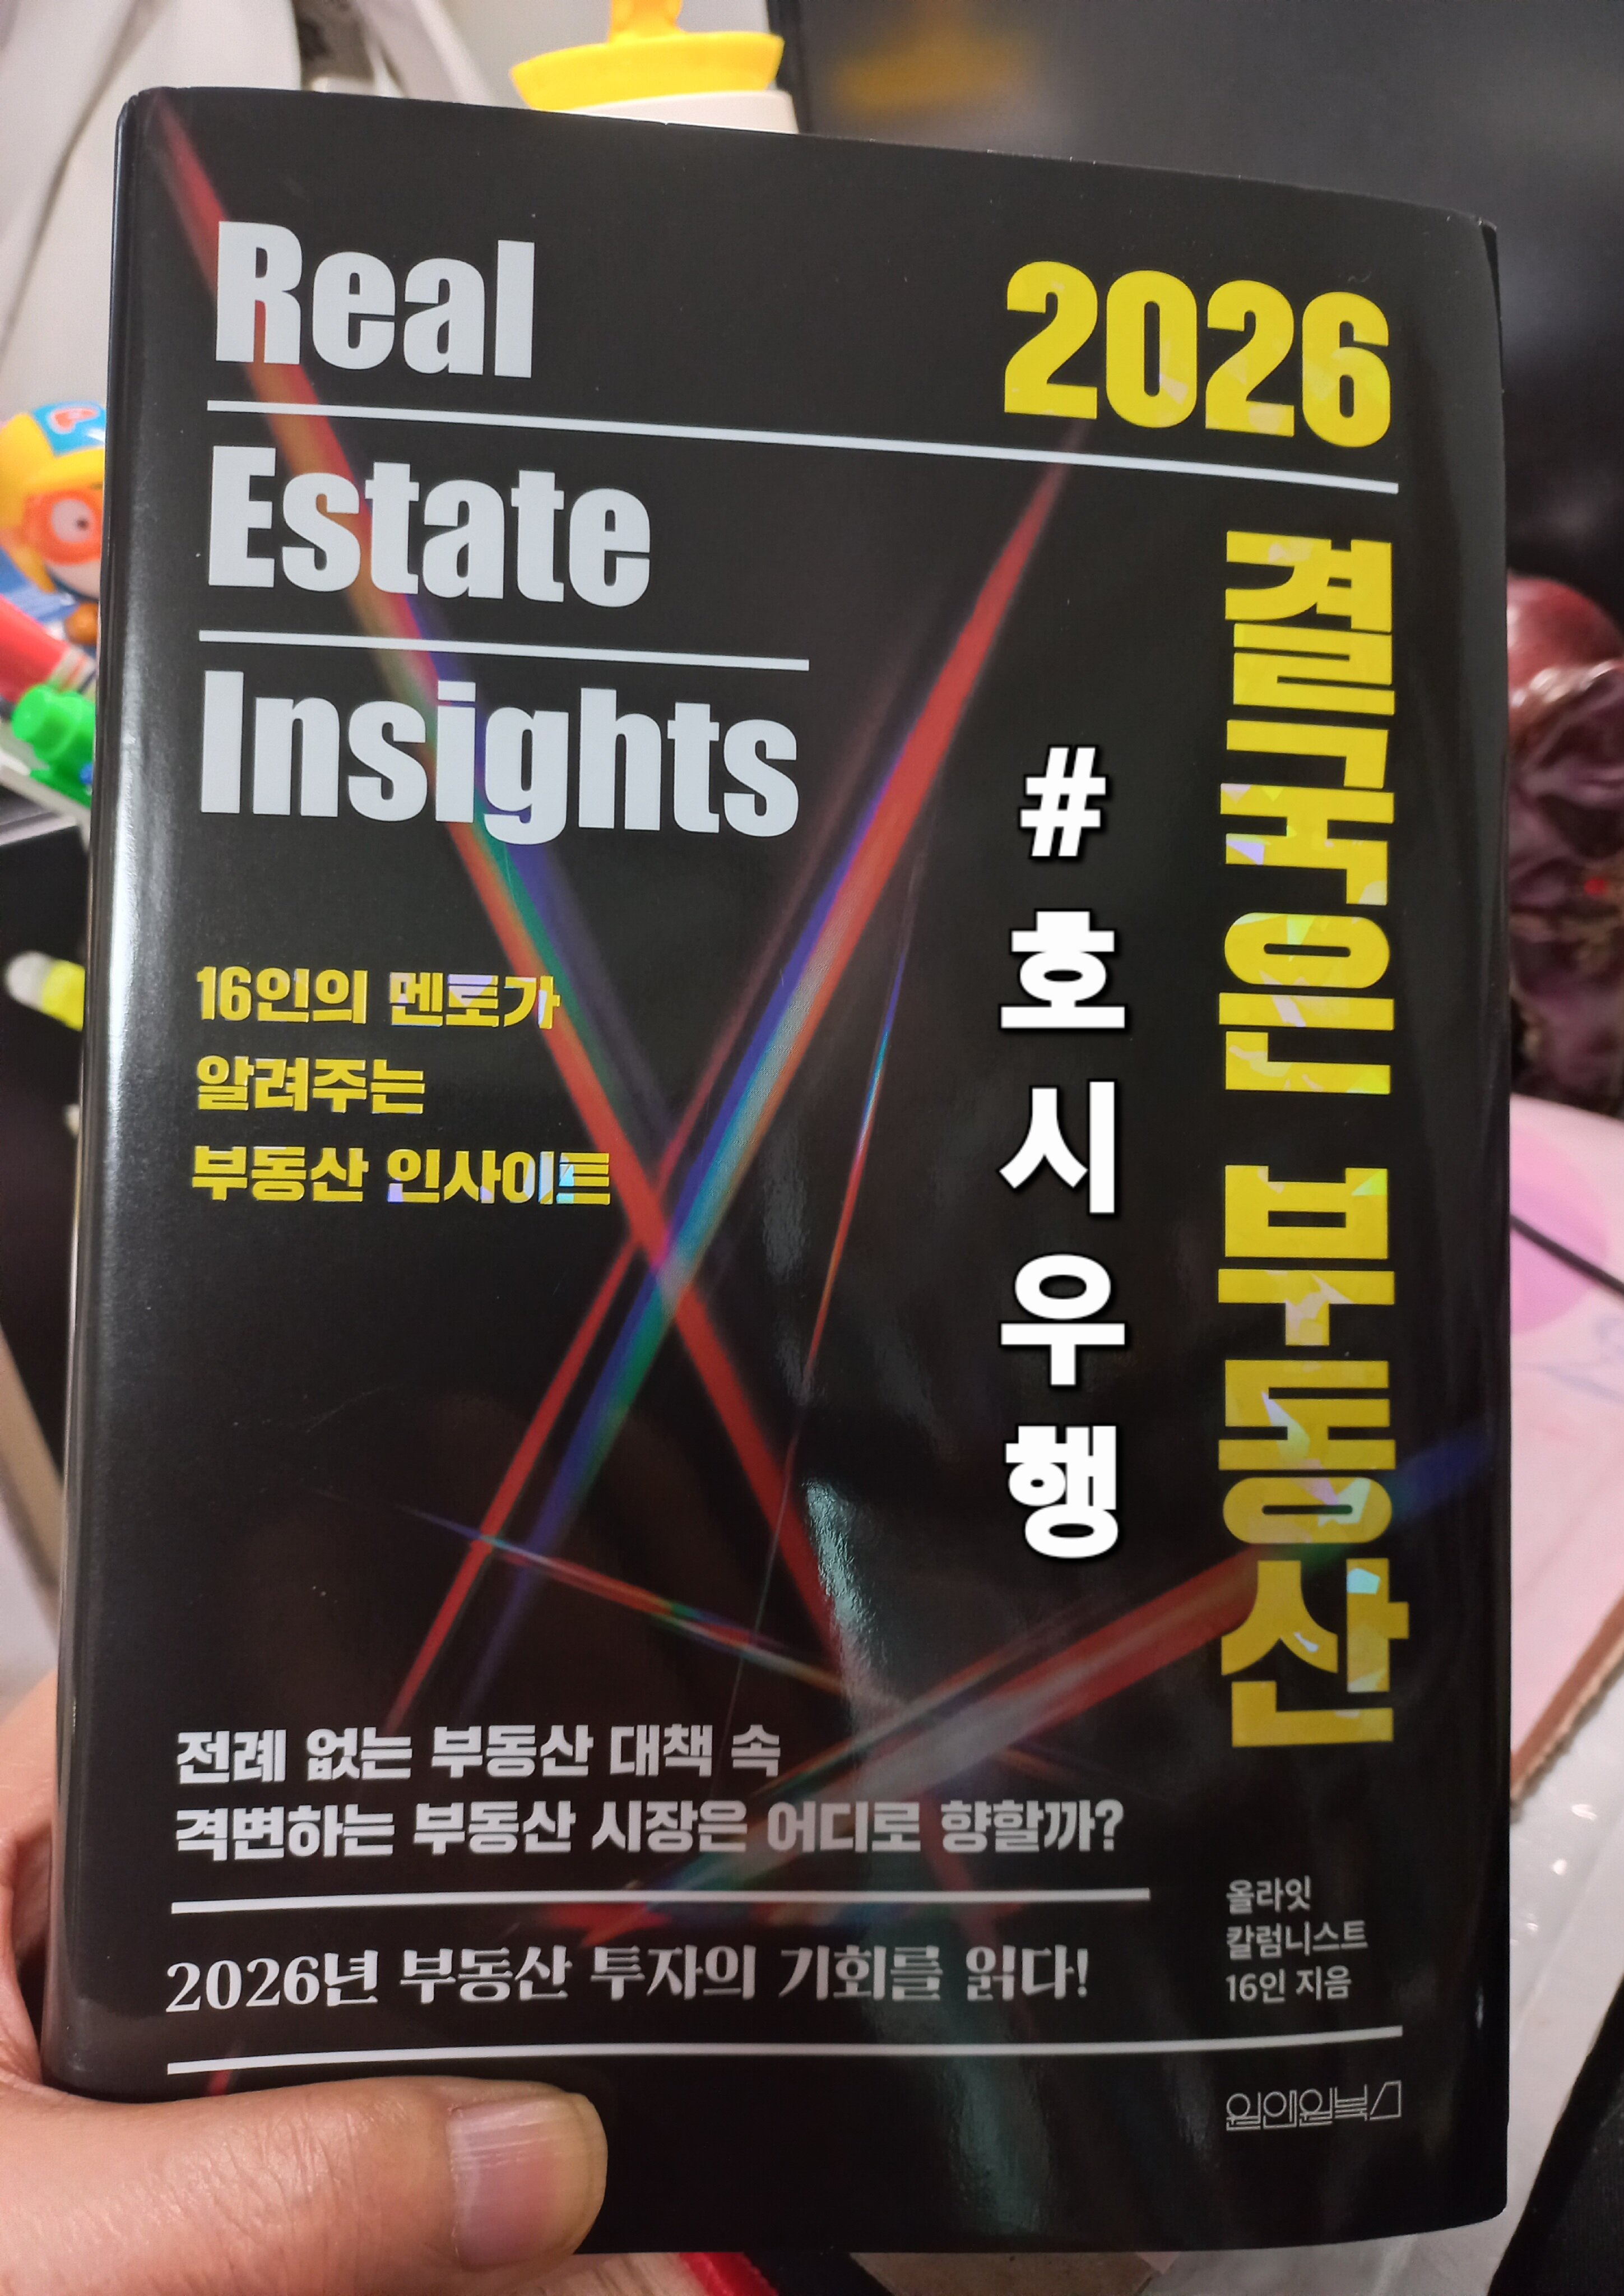 Real
Estate
Insights
2026
결국은 부동산
#호시우행
16인의 멘토가
알려주는
부동산 인사이트
전례 없는 부동산 대책 속
격변하는 부동산 시장은 어디로 향할까?
2026년 부동산 투자의 기회를 읽다!
올라잇
칼럼니스트
16인 지음
원앤원북스